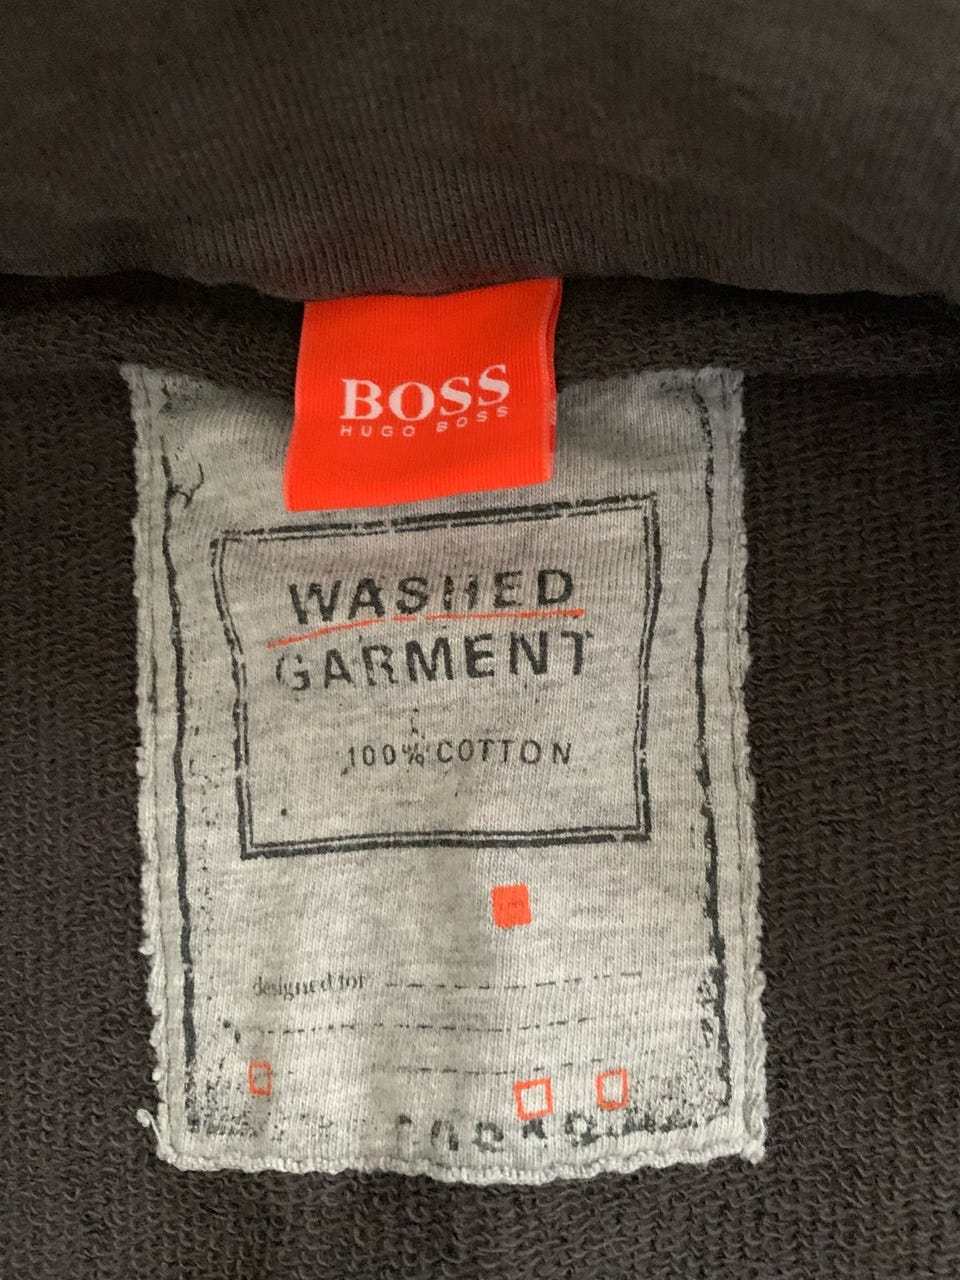 BOSS
HUGO BOSS
WASHED
GARMENT
100% COTTON
designed for